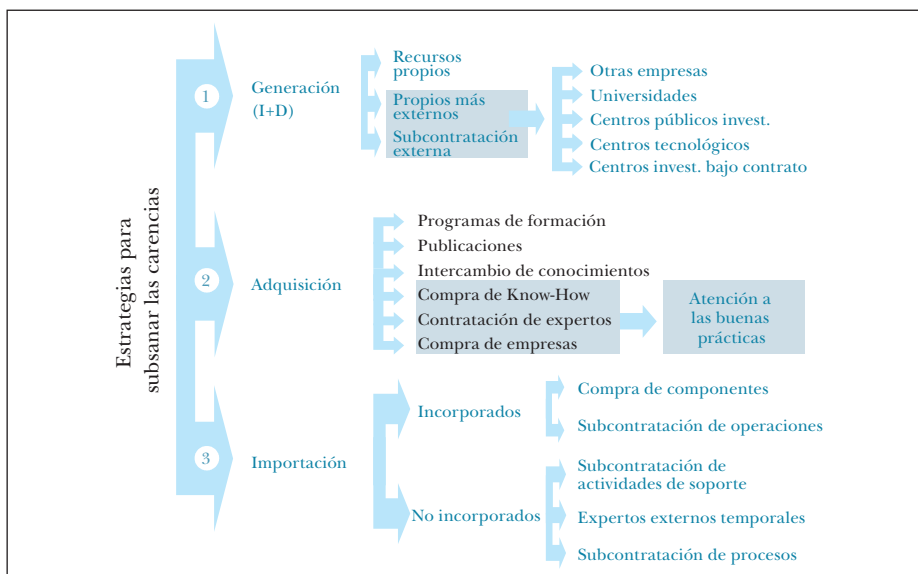 Estrategias para
subsanar las carencias
1
Generación
(I+D)
Recursos
propios
Propios más
externos
Subcontratación
externa
Otras empresas
Universidades
Centros públicos invest.
Centros tecnológicos
Centros invest. bajo contrato
2
Adquisición
Programas de formación
Publicaciones
Intercambio de conocimientos
Compra de Know-How
Contratación de expertos
Compra de empresas
Atención a
las buenas
prácticas
3
Importación
Incorporados
Compra de componentes
Subcontratación de operaciones
No incorporados
Subcontratación de
actividades de soporte
Expertos externos temporales
Subcontratación de procesos